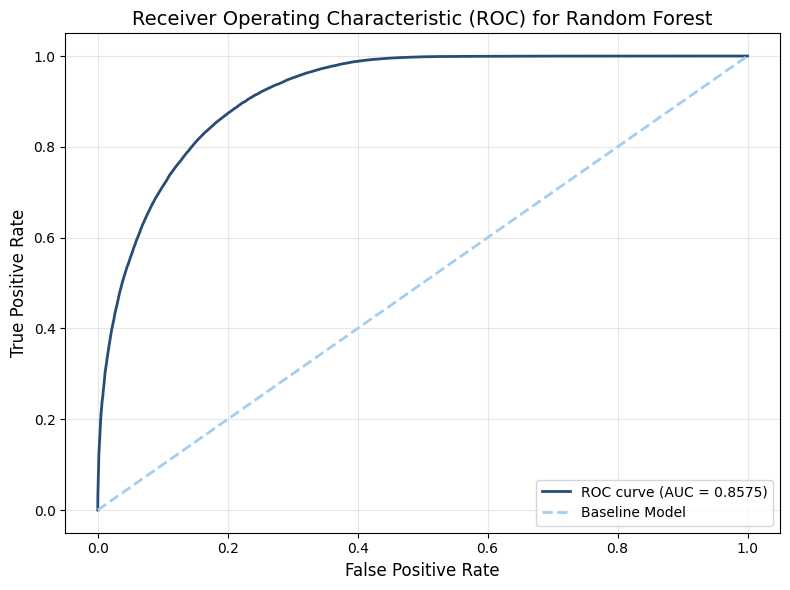 Receiver Operating Characteristic (ROC) for Random Forest
True Positive Rate
1.0
0.8
0.6
0.4
0.2
0.0
0.0 0.2 0.4 0.6 0.8 1.0
False Positive Rate
ROC curve (AUC = 0.8575)
Baseline Model